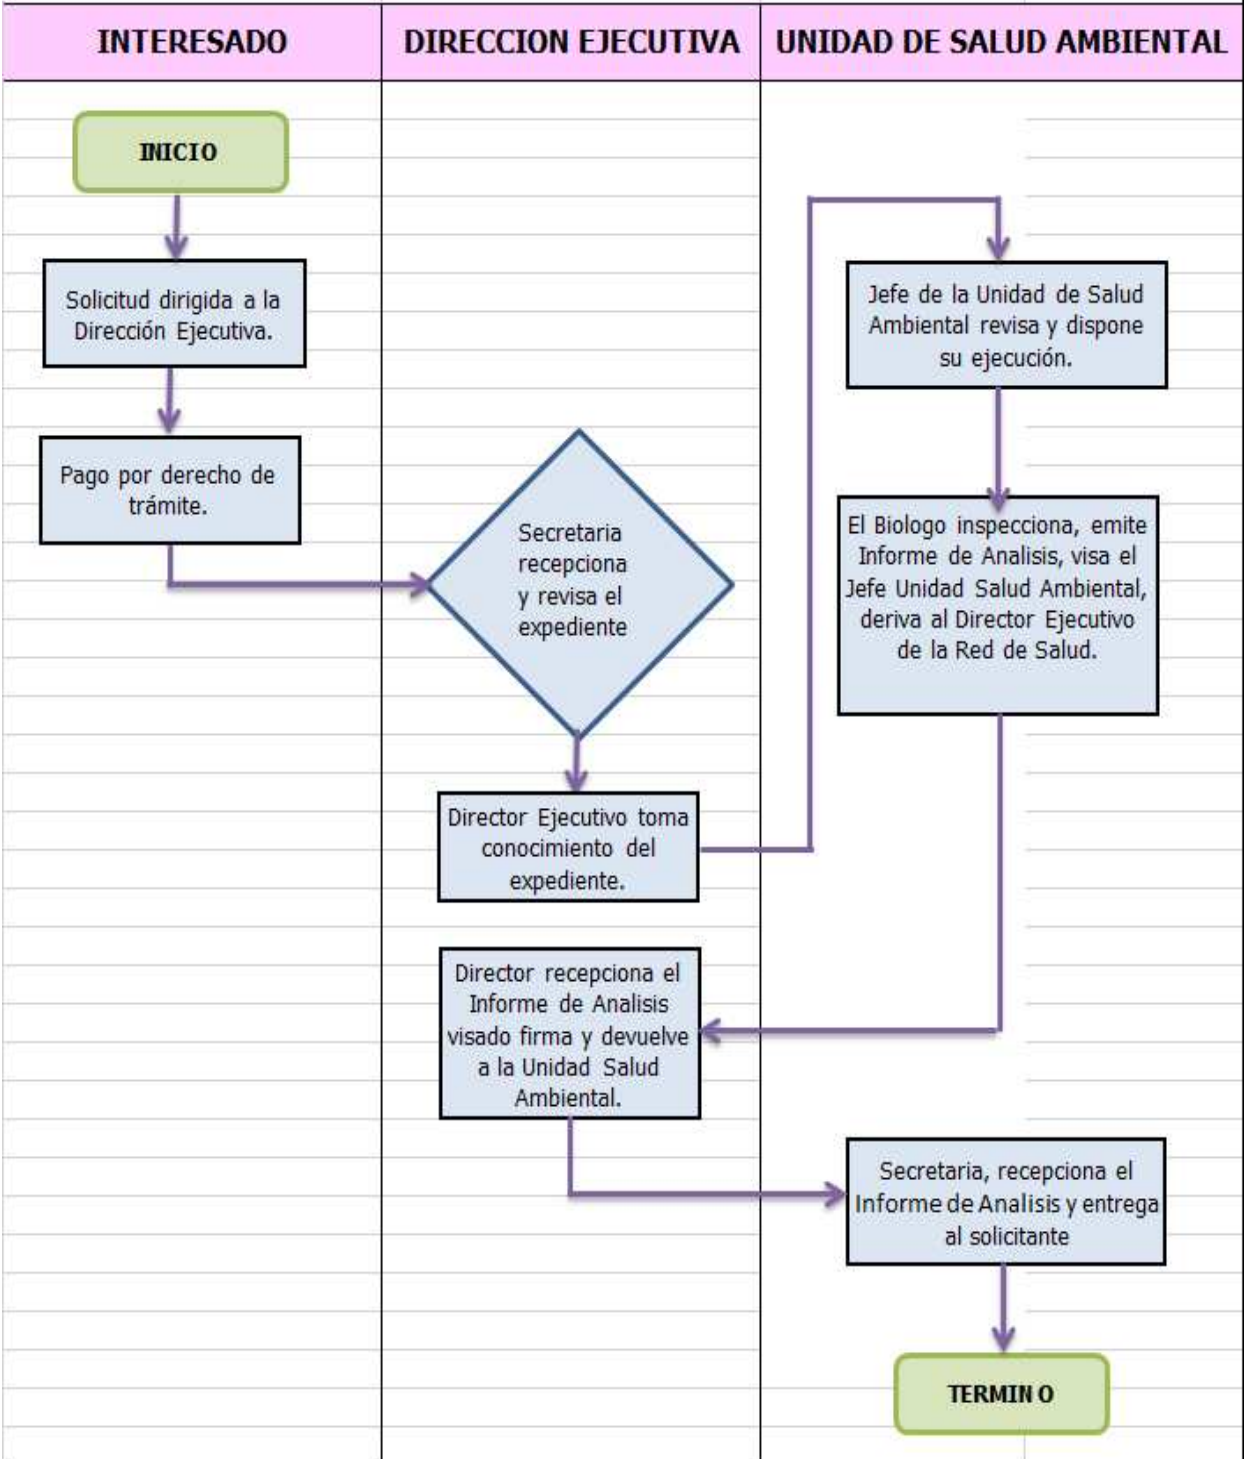 INTERESADO
DIRECCION EJECUTIVA
UNIDAD DE SALUD AMBIENTAL
INICIO
Solicitud dirigida a la
Dirección Ejecutiva.
Pago por derecho de
trámite.
Secretaria
recepciona
y revisa el
expediente
Director Ejecutivo toma
conocimiento del
expediente.
Jefe de la Unidad de Salud
Ambiental revisa y dispone
su ejecución.
El Biologo inspecciona, emite
Informe de Analisis, visa el
Jefe Unidad Salud Ambiental,
deriva al Director Ejecutivo
de la Red de Salud.
Director recepciona el
Informe de Analisis
visado firma y devuelve
a la Unidad Salud
Ambiental.
Secretaria, recepciona el
Informe de Analisis y entrega
al solicitante
TERMINO